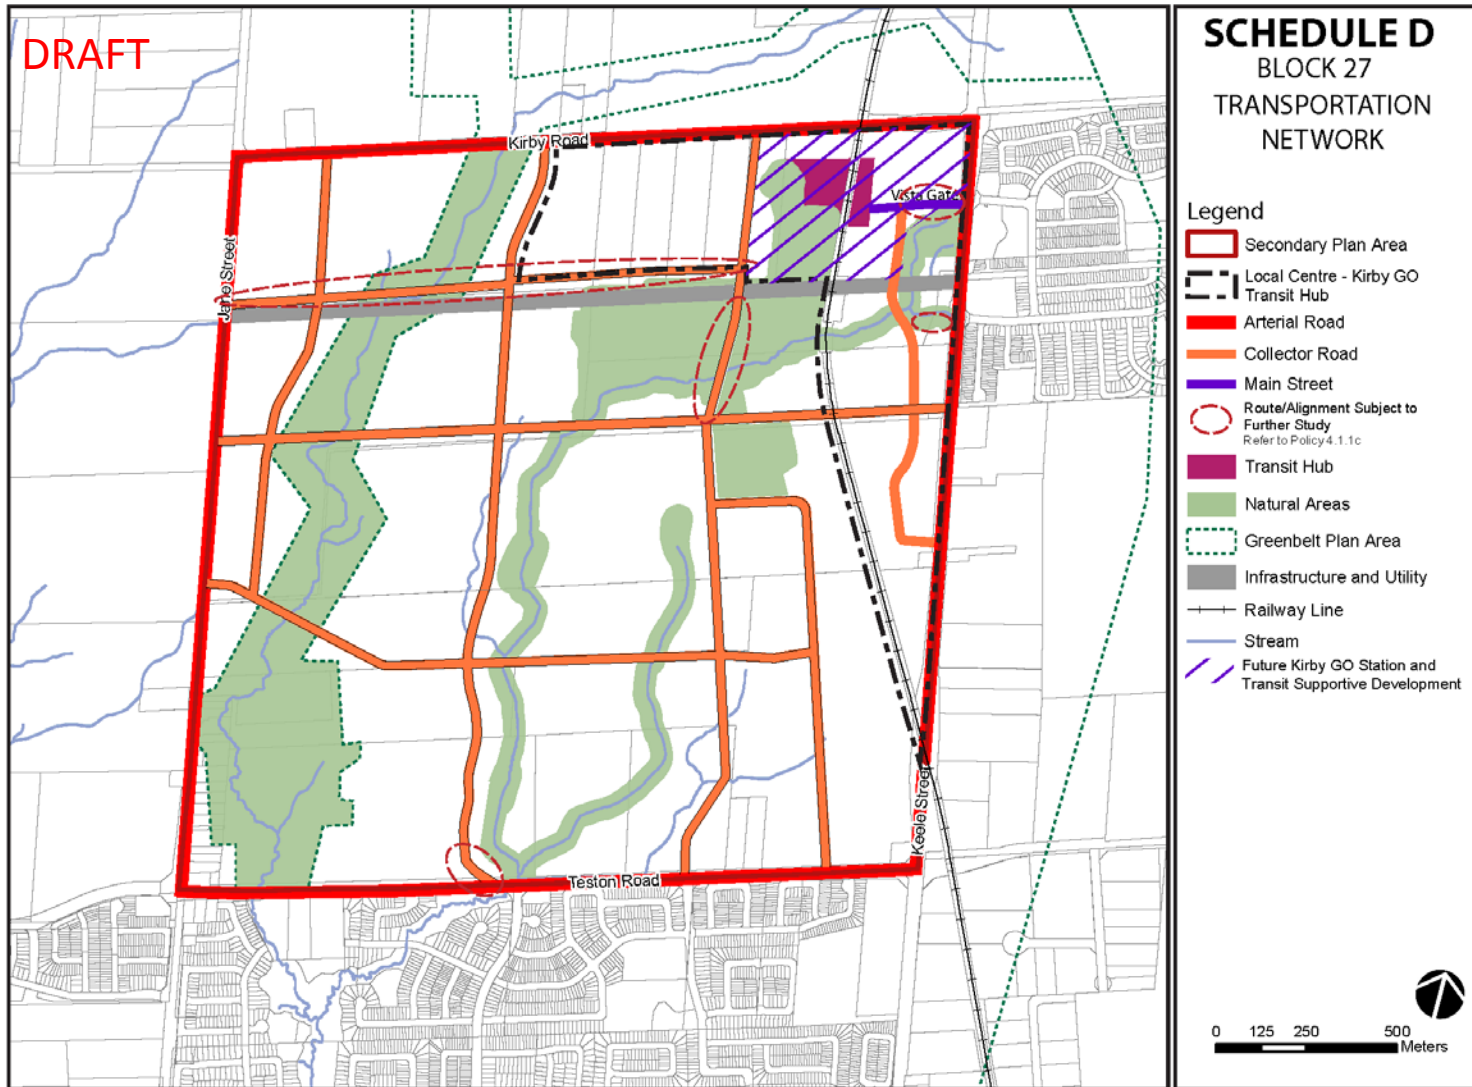 DRAFT
Kirby Road
Vista Gate
Jane Street
Keele Street
Teston Road
SCHEDULE D
BLOCK 27
TRANSPORTATION
NETWORK
Legend
Secondary Plan Area
Local Centre - Kirby GO
Transit Hub
Arterial Road
Collector Road
Main Street
Route/Alignment Subject to
Further Study
Refer to Policy 4.1.1c
Transit Hub
Natural Areas
Greenbelt Plan Area
Infrastructure and Utility
Railway Line
Stream
Future Kirby GO Station and
Transit Supportive Development
0 125 250 500
Meters